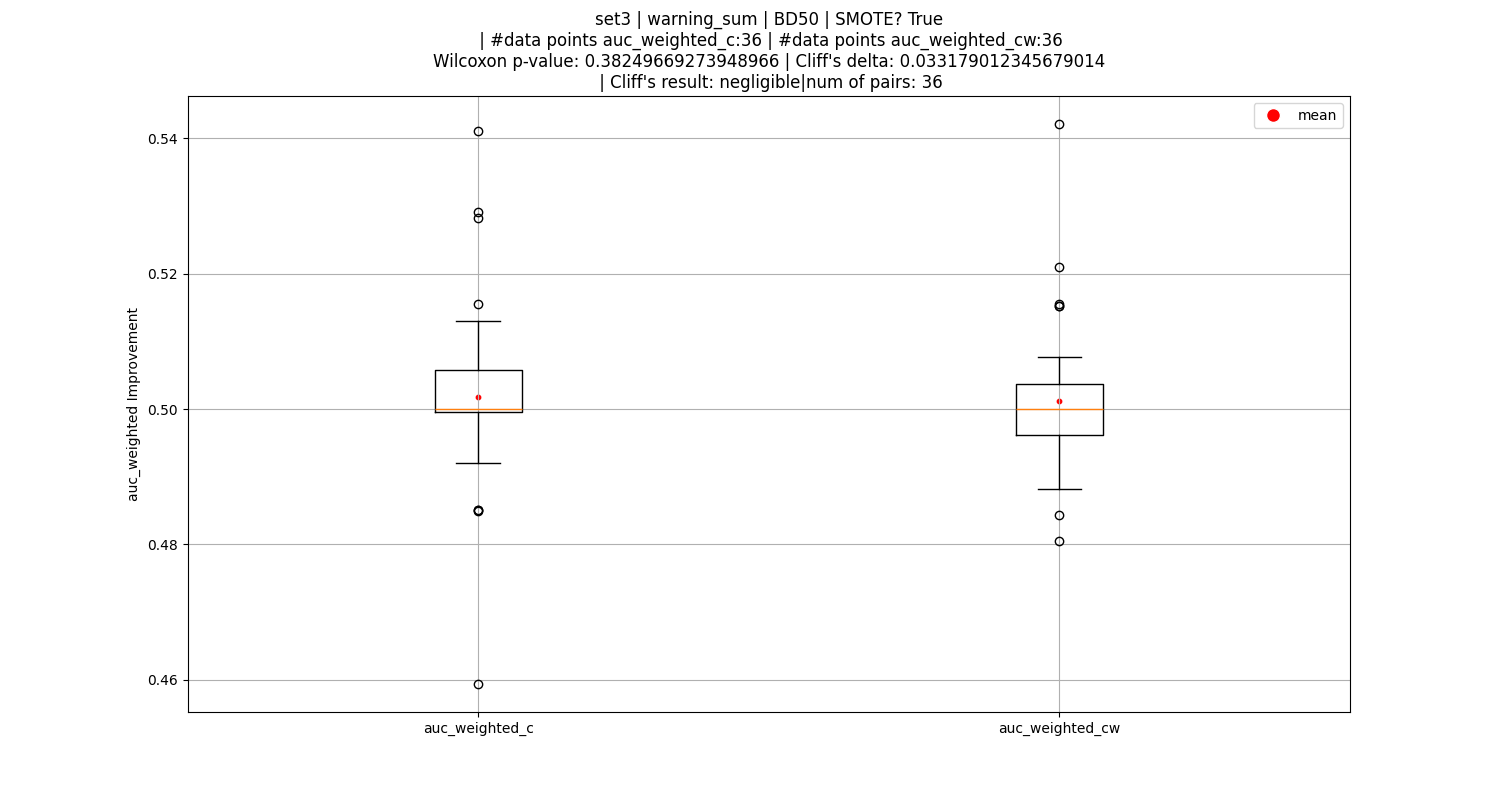 set3 | warning_sum | BD50 | SMOTE? True
| #data points auc_weighted_c:36 | #data points auc_weighted_cw:36
Wilcoxon p-value: 0.38249669273948966 | Cliff's delta: 0.033179012345679014
| Cliff's result: negligible|num of pairs: 36
mean
0.54
0.52
0.50
0.48
0.46
auc_weighted Improvement
auc_weighted_c
auc_weighted_cw